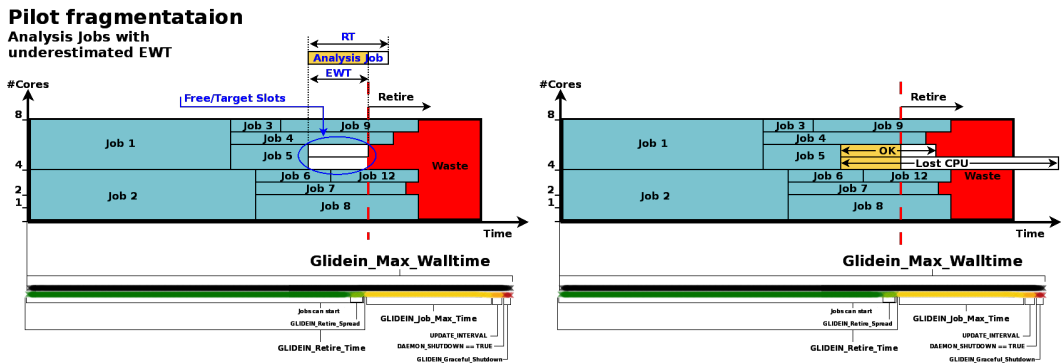 Pilot fragmentataion
Analysis Jobs with
underestimated EWT
RT
Analysis Job
EWT
#Cores
Free/Target Slots
Retire
8
Job 3
Job 9
Job 1
Job 4
Job 5
4
Waste
Job 6
Job 12
2
Job 7
Job 2
1
Job 8
Time
Glidein_Max_Walltime
Jobs can start
GLIDEIN_Retire_Spread
GLIDEIN_Job_Max_Time
UPDATE_INTERVAL
GLIDEIN_Retire_Time
DAEMON_SHUTDOWN == TRUE
GLIDEIN_Graceful_Shutdown
#Cores
Retire
8
Job 3
Job 9
Job 1
Job 4
Job 5
OK
Lost CPU
4
Waste
Job 6
Job 12
2
Job 7
Job 2
1
Job 8
Time
Glidein_Max_Walltime
Jobs can start
GLIDEIN_Retire_Spread
GLIDEIN_Job_Max_Time
UPDATE_INTERVAL
GLIDEIN_Retire_Time
DAEMON_SHUTDOWN == TRUE
GLIDEIN_Graceful_Shutdown